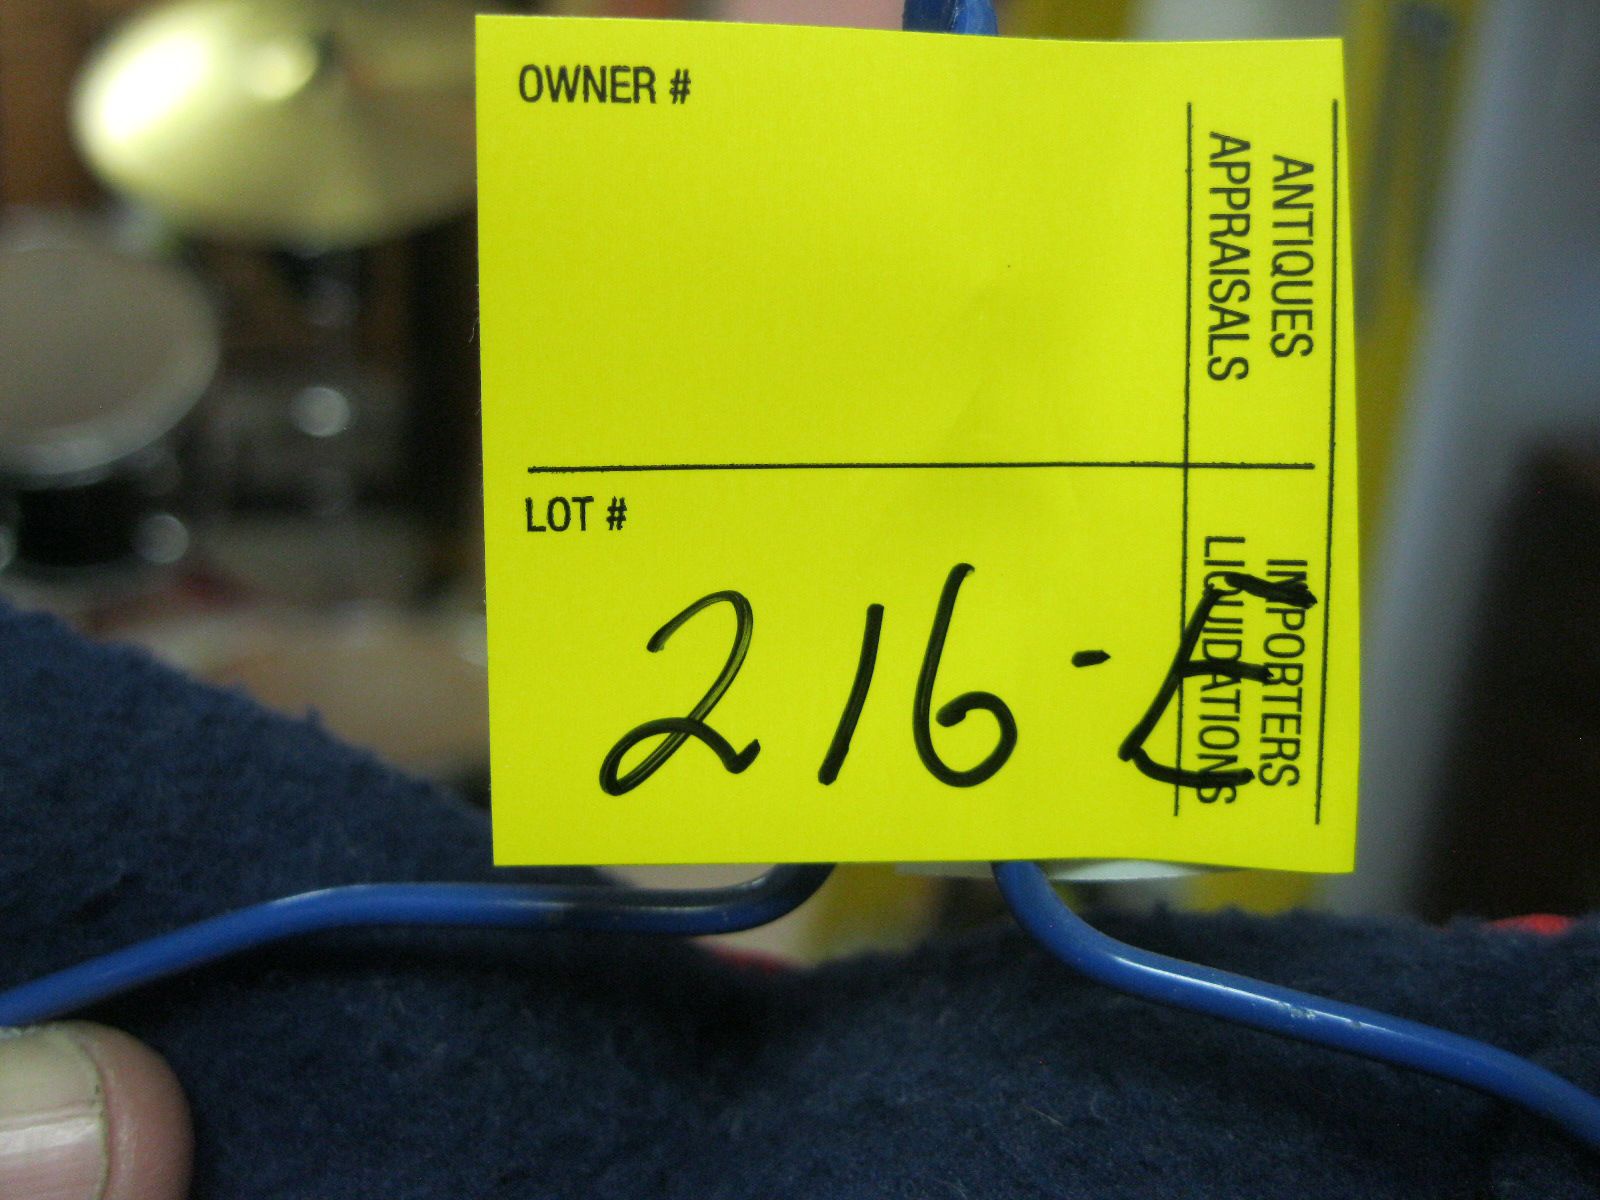 OWNER #
LOT #
216-E
ANTIQUES
APPRAISALS
IMPORTERS
LIQUIDATIONS